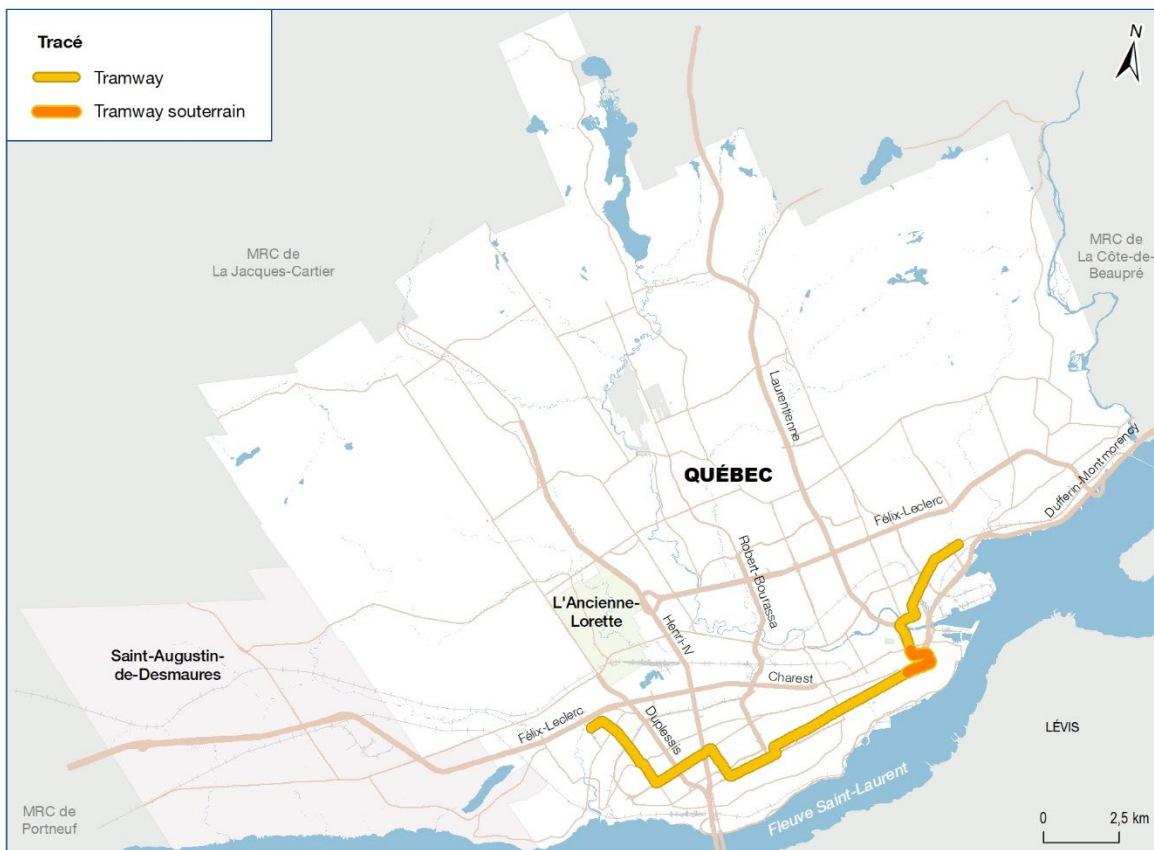 Tracé
Tramway
Tramway souterrain
N
MRC de
La Jacques-Cartier
MRC de
La Côte-de-
Beaupré
Laurentienne
QUÉBEC
Dufferin-Montmorency
Félix-Leclerc
Robert-Bourassa
L'Ancienne-
Lorette
Henri-IV
Saint-Augustin-
de-Desmaures
Charest
Félix-Leclerc
Duplessis
LÉVIS
Fleuve Saint-Laurent
MRC de
Portneuf
0 2,5 km